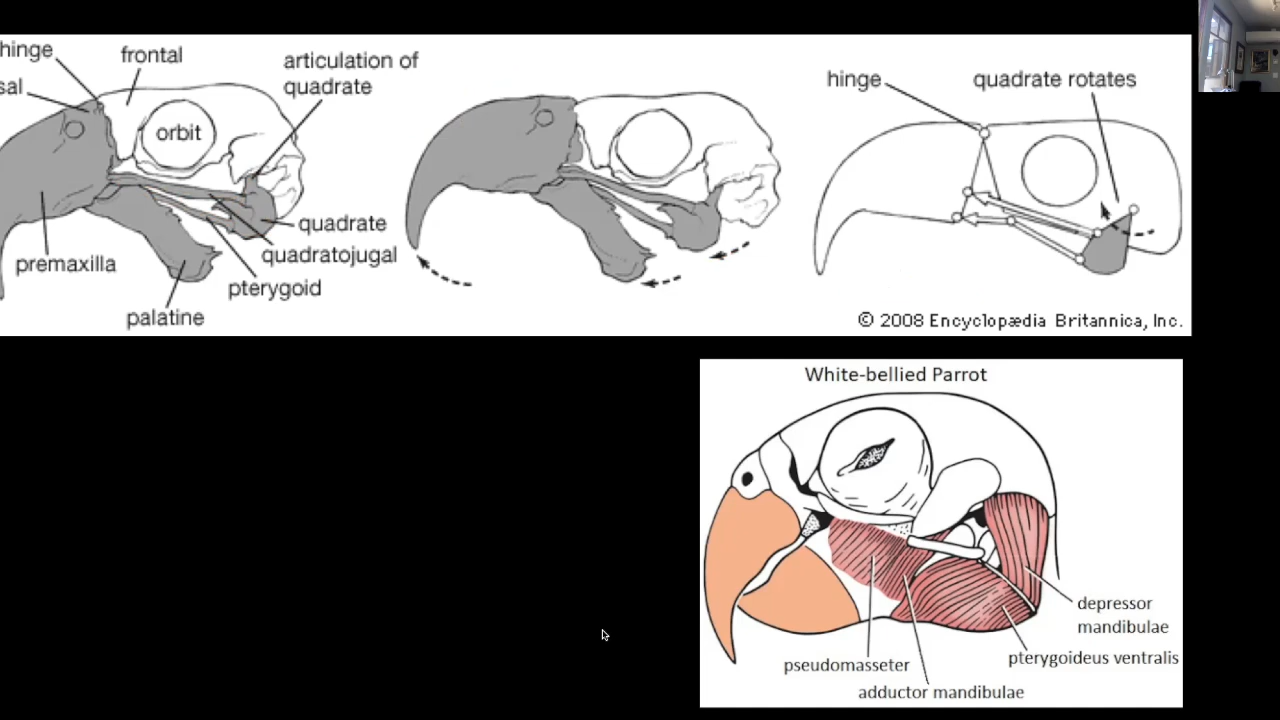 hinge
sal
frontal
articulation of
quadrate
orbit
quadrate
quadratojugal
pterygoid
premaxilla
palatine
hinge
quadrate rotates
© 2008 Encyclopædia Britannica, Inc.
White-bellied Parrot
depressor
mandibulae
pterygoideus ventralis
pseudomasseter
adductor mandibulae